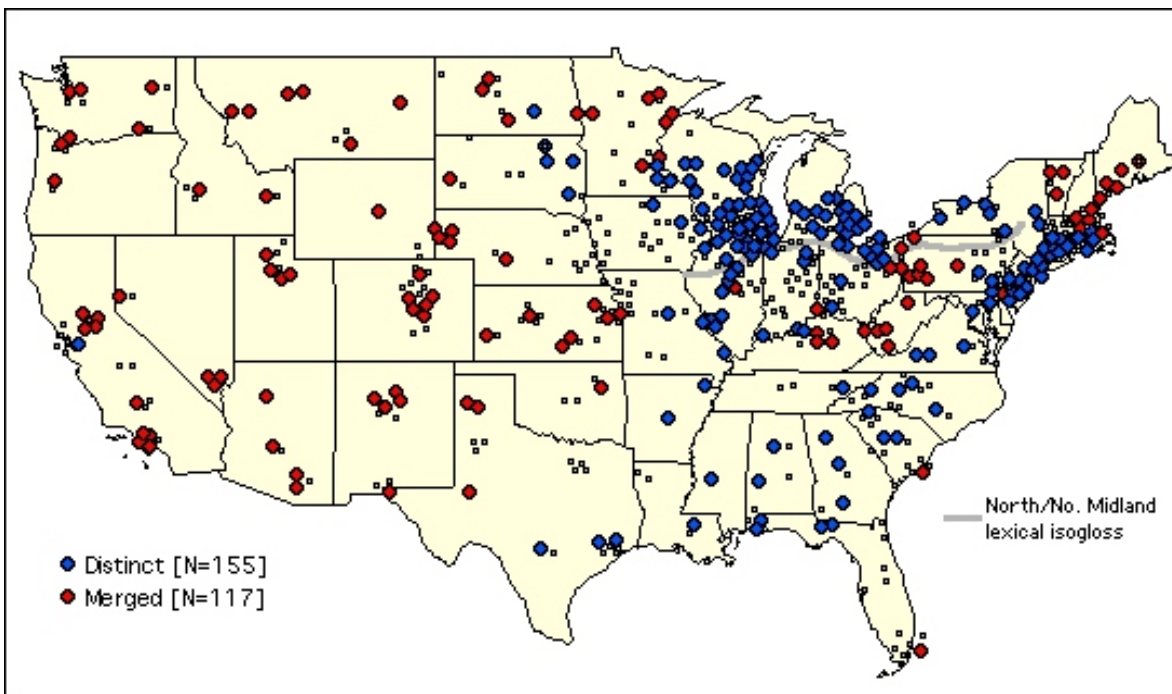 North/No. Midland
lexical isogloss
Distinct [N=155]
Merged [N=117]